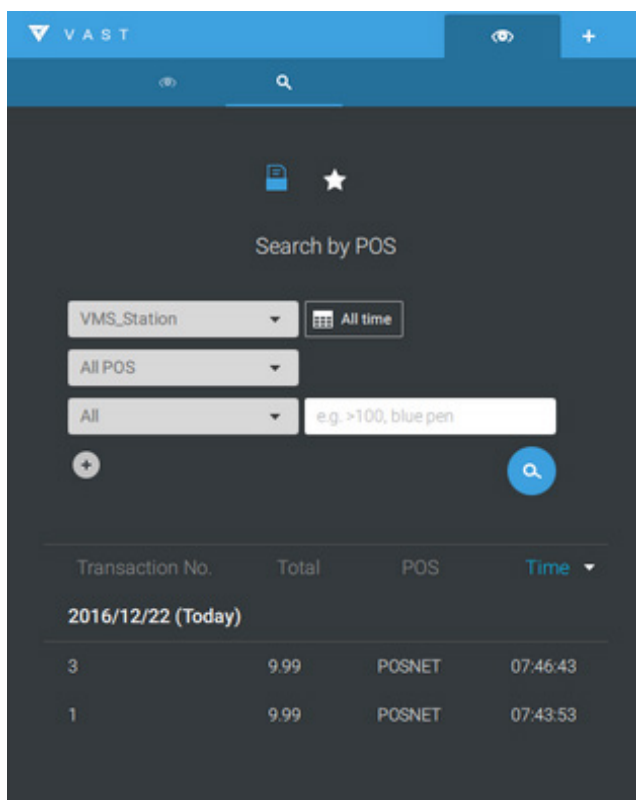 VAST
+
Search by POS
VMS_Station
All time
All POS
All
e.g. >100, blue pen
+
Transaction No. Total POS Time
2016/12/22 (Today)
3 9.99 POSNET 07:46:43
1 9.99 POSNET 07:43:53